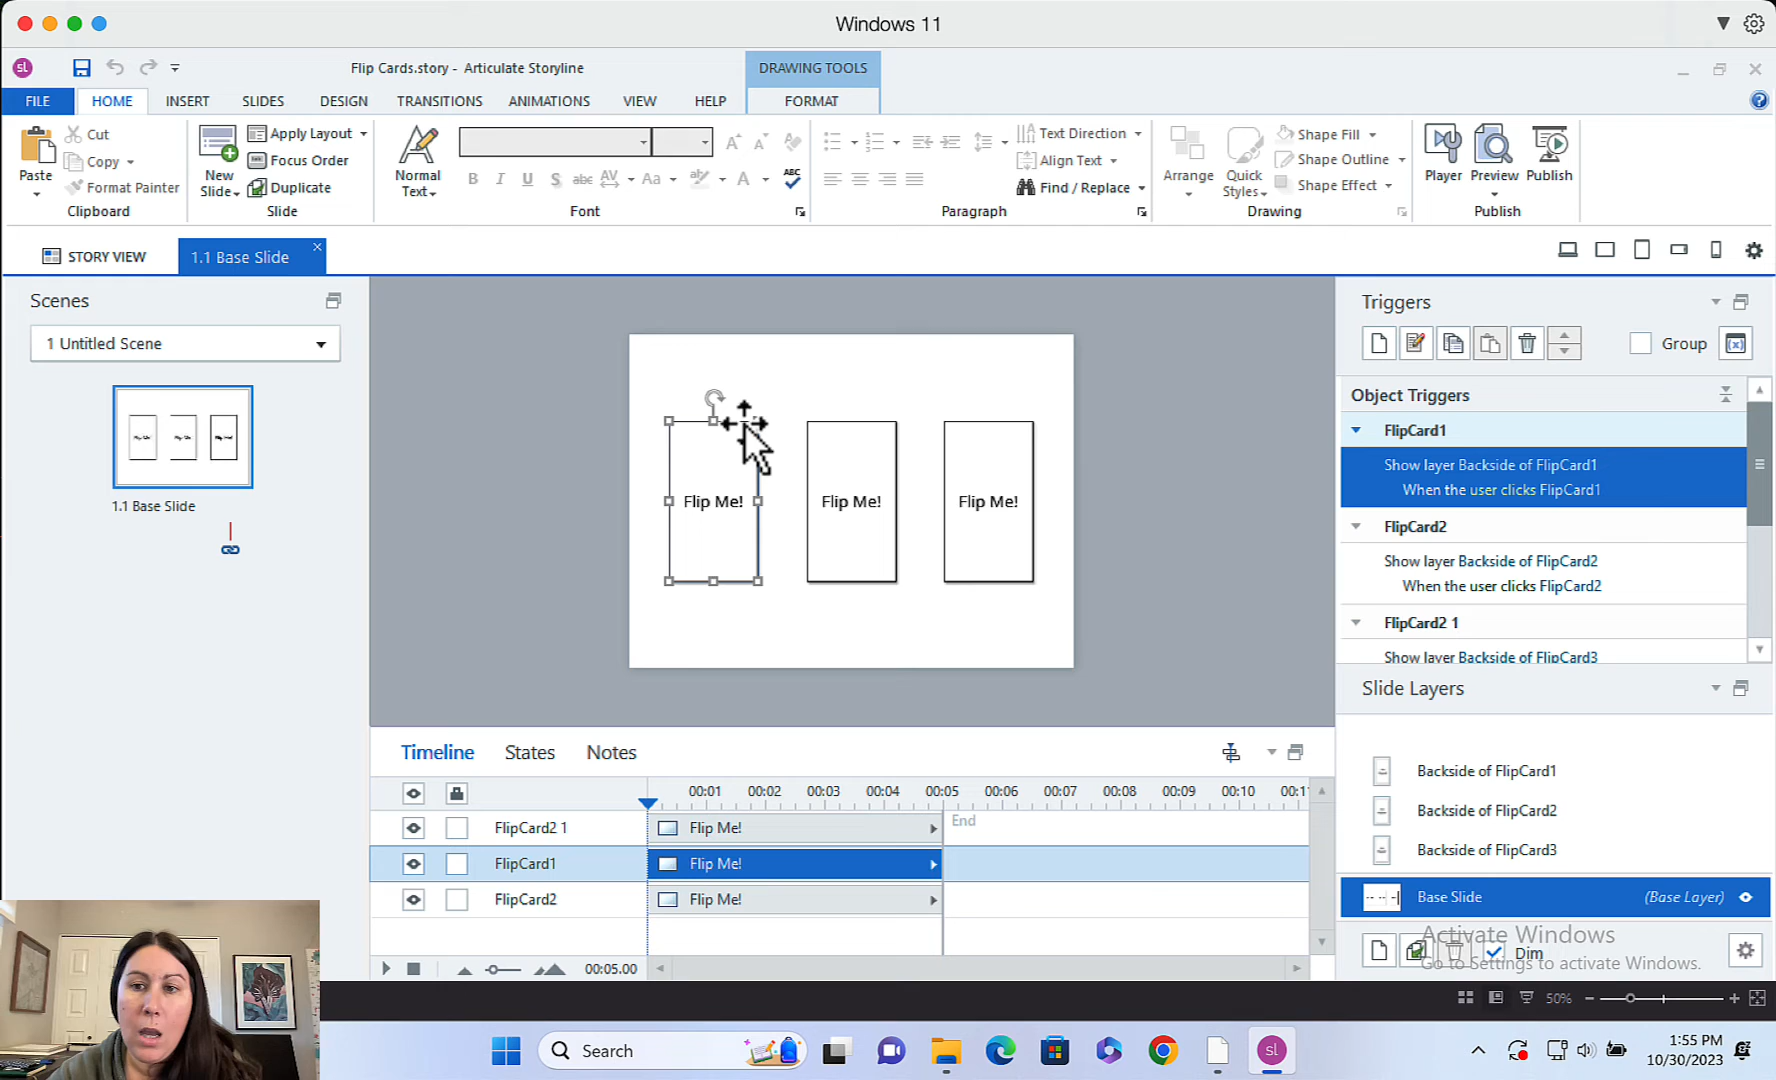 Windows 11
sl
Flip Cards.story - Articulate Storyline
DRAWING TOOLS
FILE
HOME
INSERT
SLIDES
DESIGN
TRANSITIONS
ANIMATIONS
VIEW
HELP
FORMAT
Paste
Cut
Copy
Format Painter
Clipboard
New Slide
Apply Layout
Focus Order
Duplicate
Slide
Normal Text
B I U S abc AV Aa A
ABC
Font
Text Direction
Align Text
Find / Replace
Paragraph
Arrange
Quick Styles
Shape Fill
Shape Outline
Shape Effect
Drawing
Player
Preview
Publish
Publish
STORY VIEW
1.1 Base Slide
Scenes
1 Untitled Scene
1.1 Base Slide
Flip Me!
Flip Me!
Flip Me!
Triggers
Group
Object Triggers
FlipCard1
Show layer Backside of FlipCard1
When the user clicks FlipCard1
FlipCard2
Show layer Backside of FlipCard2
When the user clicks FlipCard2
FlipCard2 1
Show layer Backside of FlipCard3
Slide Layers
Backside of FlipCard1
Backside of FlipCard2
Backside of FlipCard3
Base Slide (Base Layer)
Dim
Activate Windows
Go to Settings to activate Windows.
Timeline
States
Notes
00:01 00:02 00:03 00:04 00:05 00:06 00:07 00:08 00:09 00:10 00:11
End
FlipCard2 1 Flip Me!
FlipCard1 Flip Me!
FlipCard2 Flip Me!
00:05.00
50%
Search
sl
1:55 PM
10/30/2023